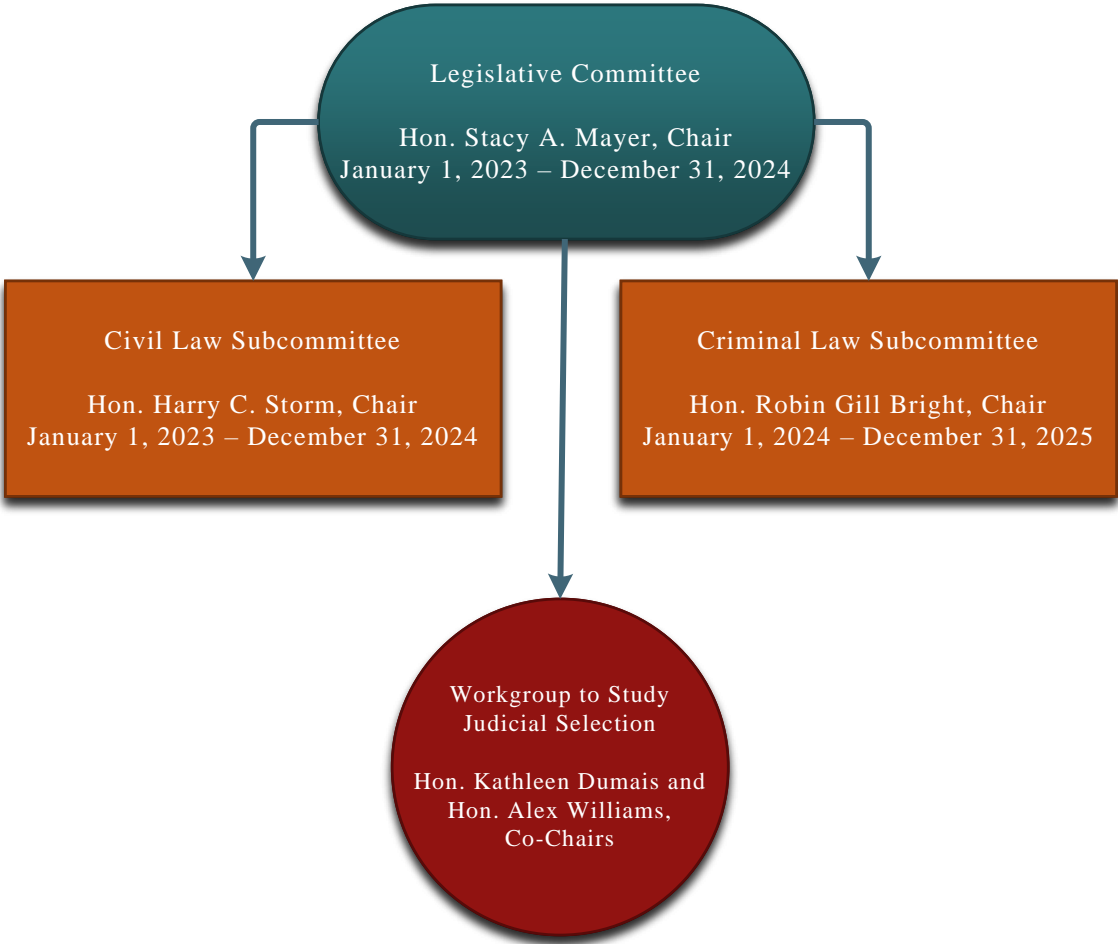 Legislative Committee
Hon. Stacy A. Mayer, Chair
January 1, 2023 – December 31, 2024
Civil Law Subcommittee
Hon. Harry C. Storm, Chair
January 1, 2023 – December 31, 2024
Criminal Law Subcommittee
Hon. Robin Gill Bright, Chair
January 1, 2024 – December 31, 2025
Workgroup to Study
Judicial Selection
Hon. Kathleen Dumais and
Hon. Alex Williams,
Co-Chairs